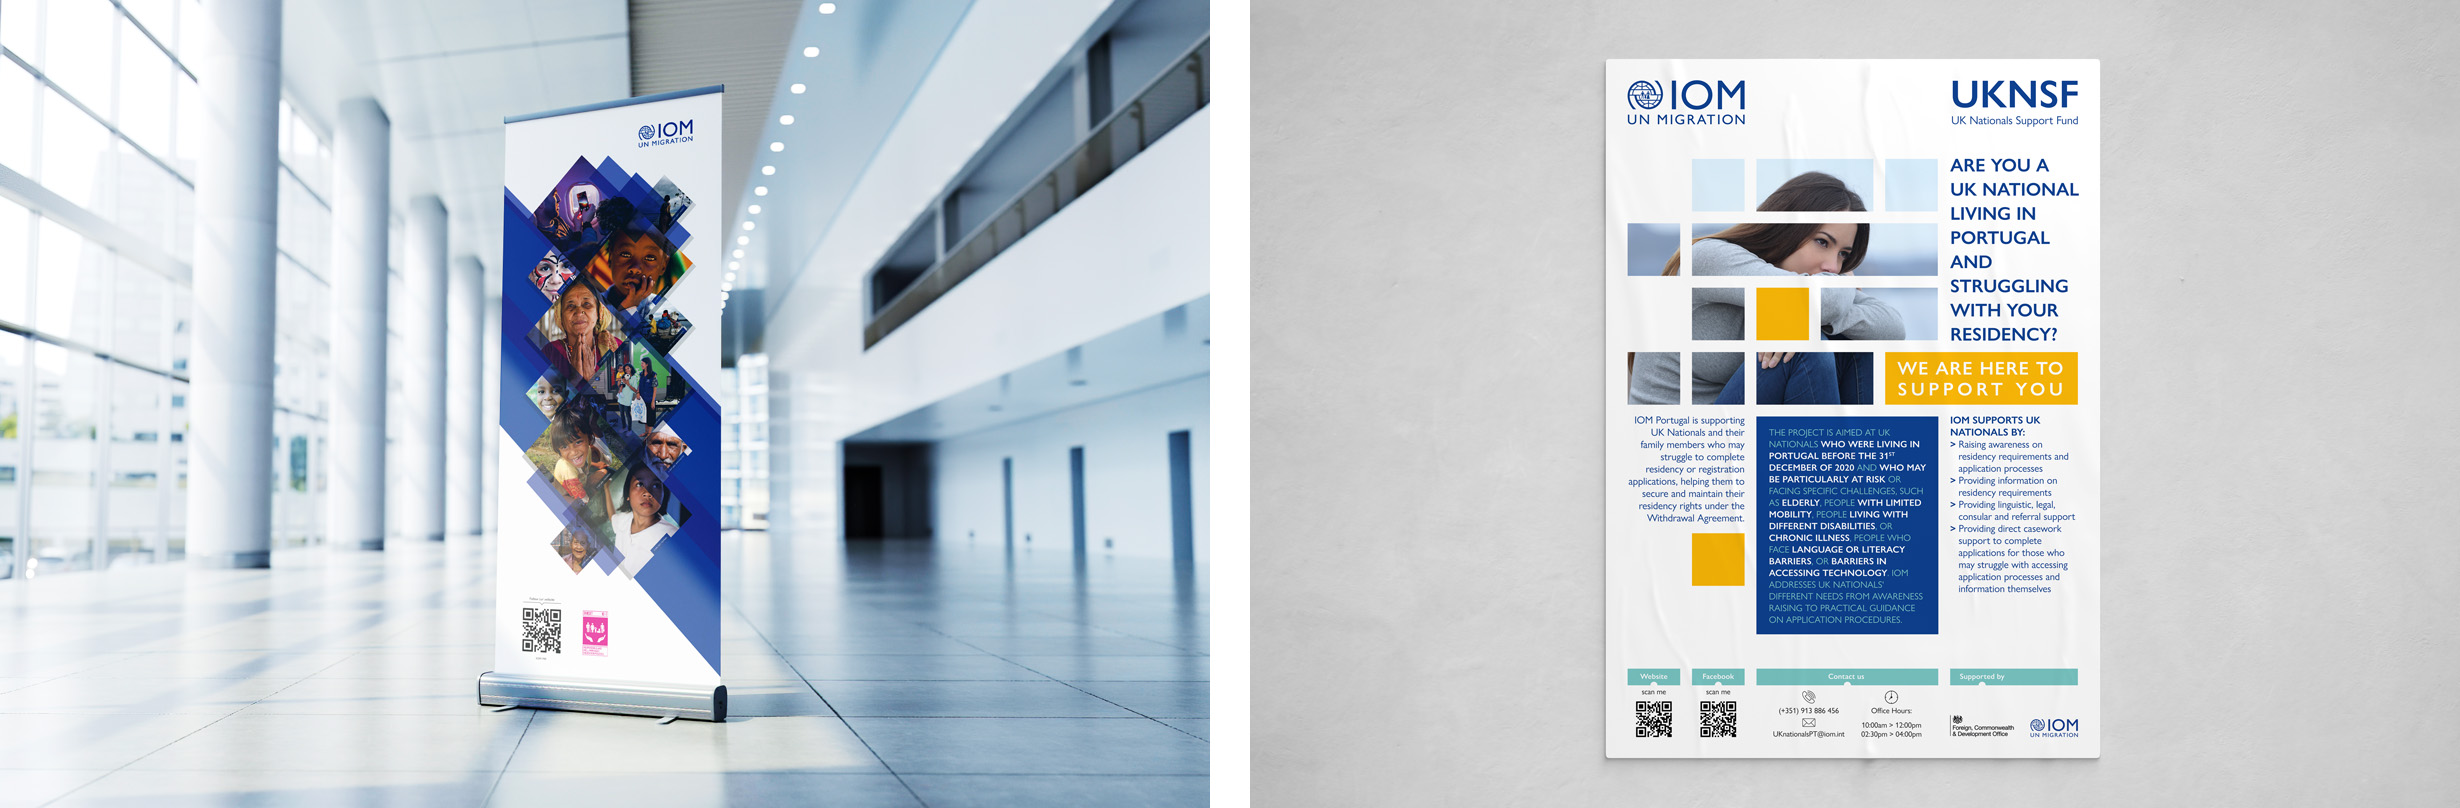 IOM
UN MIGRATION
Follow our website
IOM
UN MIGRATION
UKNSF
UK Nationals Support Fund
ARE YOU A
UK NATIONAL
LIVING IN
PORTUGAL
AND
STRUGGLING
WITH YOUR
RESIDENCY?
WE ARE HERE TO
SUPPORT YOU
IOM Portugal is supporting
UK Nationals and their
family members who may
struggle to complete
residency or registration
applications, helping them to
secure and maintain their
residency rights under the
Withdrawal Agreement.
THE PROJECT IS AIMED AT UK
NATIONALS WHO WERE LIVING IN
PORTUGAL BEFORE THE 31ST
DECEMBER OF 2020 AND WHO MAY
BE PARTICULARLY AT RISK OR
FACING SPECIFIC CHALLENGES, SUCH
AS ELDERLY, PEOPLE WITH LIMITED
MOBILITY, PEOPLE LIVING WITH
DIFFERENT DISABILITIES, OR
CHRONIC ILLNESS, PEOPLE WHO
FACE LANGUAGE OR LITERACY
BARRIERS, OR BARRIERS IN
ACCESSING TECHNOLOGY. IOM
ADDRESSES UK NATIONALS'
DIFFERENT NEEDS FROM AWARENESS
RAISING TO PRACTICAL GUIDANCE
ON APPLICATION PROCEDURES.
IOM SUPPORTS UK
NATIONALS BY:
> Raising awareness on
residency requirements and
application processes
> Providing information on
residency requirements
> Providing linguistic, legal,
consular and referral support
> Providing direct casework
support to complete
applications for those who
may struggle with accessing
application processes and
information themselves
Website
scan me
Facebook
scan me
Contact us
(+351) 913 886 456
UKnationalsPT@iom.int
Office Hours:
10:00am > 12:00pm
02:30pm > 04:00pm
Supported by
Foreign, Commonwealth
& Development Office
IOM
UN MIGRATION